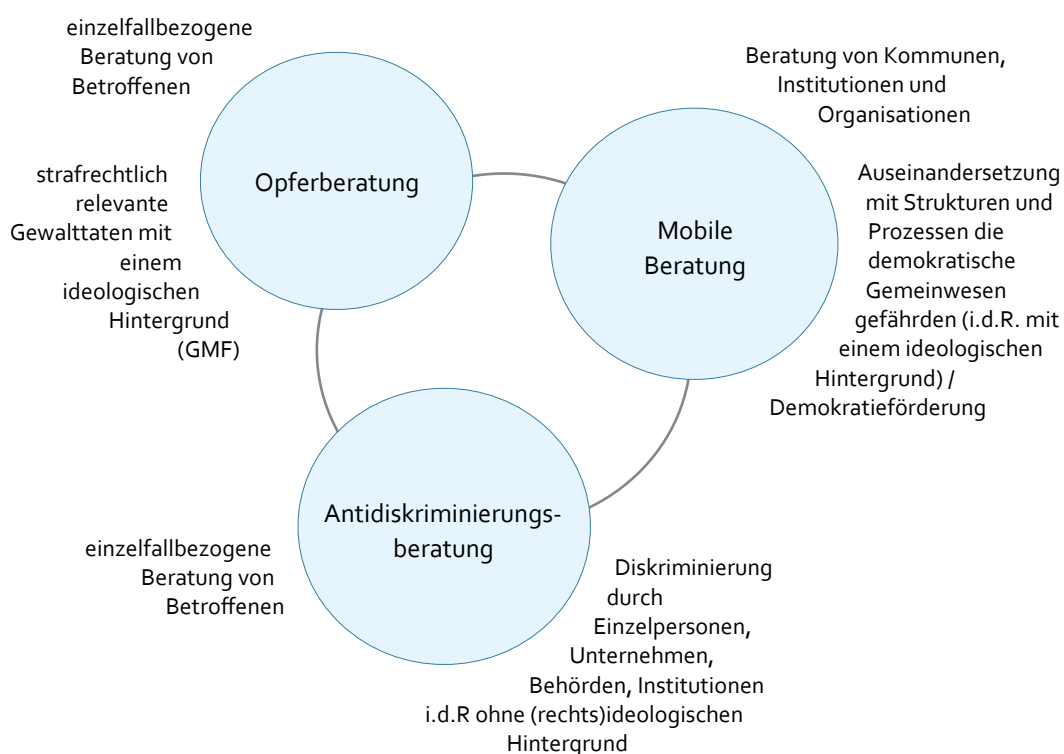 einzelfallbezogene
Beratung von
Betroffenen
strafrechtlich
relevante
Gewalttaten mit
einem
ideologischen
Hintergrund
(GMF)
Opferberatung
Beratung von Kommunen,
Institutionen und
Organisationen
Mobile
Beratung
Auseinandersetzung
mit Strukturen und
Prozessen die
demokratische
Gemeinwesen
gefährden (i.d.R. mit
einem ideologischen
Hintergrund) /
Demokratieförderung
Antidiskriminierungs-
beratung
einzelfallbezogene
Beratung von
Betroffenen
Diskriminierung
durch
Einzelpersonen,
Unternehmen,
Behörden, Institutionen
i.d.R ohne (rechts)ideologischen
Hintergrund